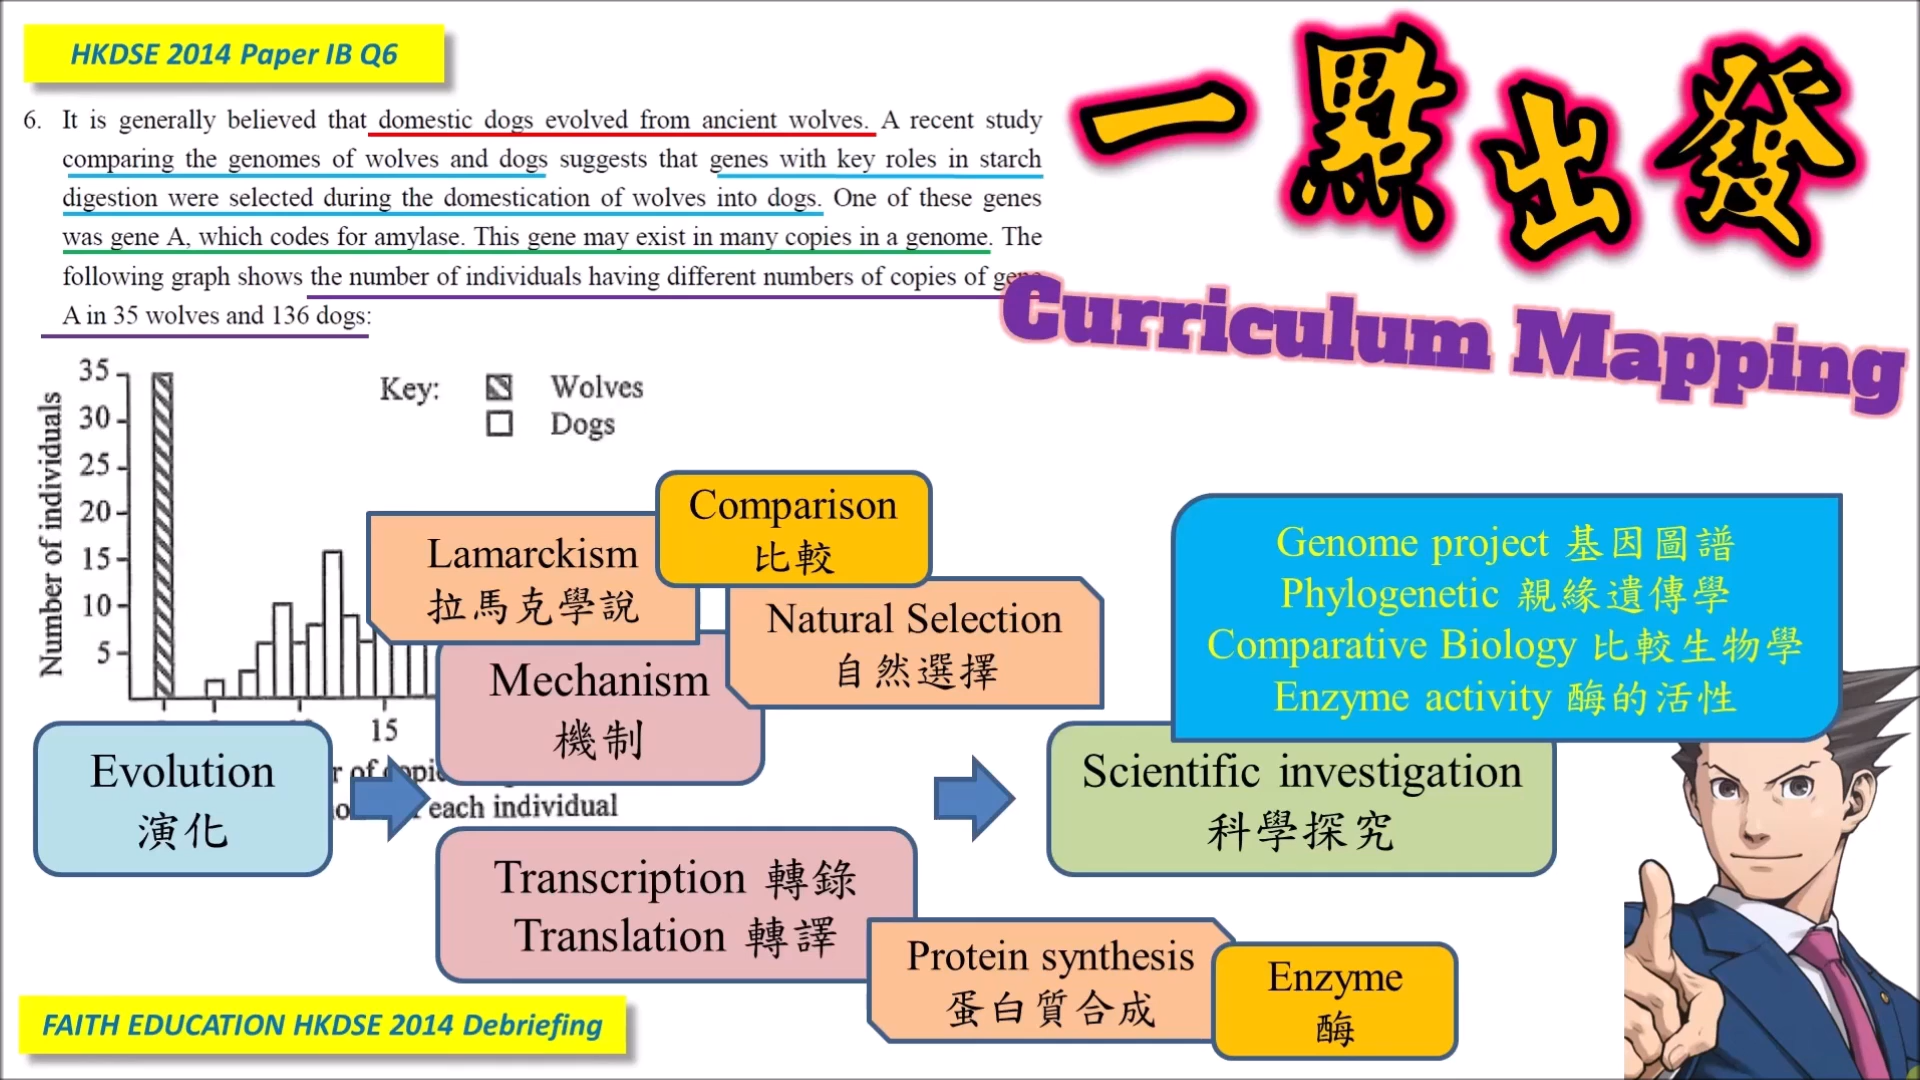 HKDSE 2014 Paper IB Q6
一點出發
Curriculum Mapping
6. It is generally believed that domestic dogs evolved from ancient wolves. A recent study
comparing the genomes of wolves and dogs suggests that genes with key roles in starch
digestion were selected during the domestication of wolves into dogs. One of these genes
was gene A, which codes for amylase. This gene may exist in many copies in a genome. The
following graph shows the number of individuals having different numbers of copies of gene
A in 35 wolves and 136 dogs:
Number of individuals
35
30
25
20
15
10
5
Key:
Wolves
Dogs
15
each individual
Comparison
比較
Lamarckism
拉馬克學說
Natural Selection
自然選擇
Mechanism
機制
Evolution
演化
Transcription 轉錄
Translation 轉譯
Protein synthesis
蛋白質合成
Enzyme
酶
Genome project 基因圖譜
Phylogenetic 親緣遺傳學
Comparative Biology 比較生物學
Enzyme activity 酶的活性
Scientific investigation
科學探究
FAITH EDUCATION HKDSE 2014 Debriefing